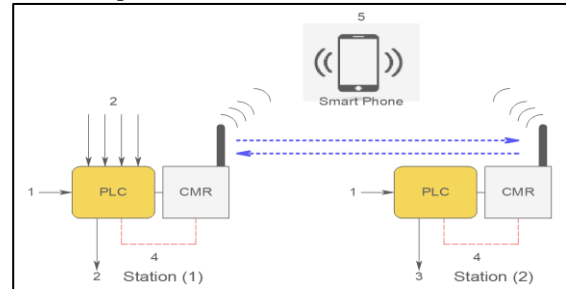 5
Smart Phone
2
1
PLC
CMR
1
PLC
CMR
4
4
2
Station (1)
3
Station (2)